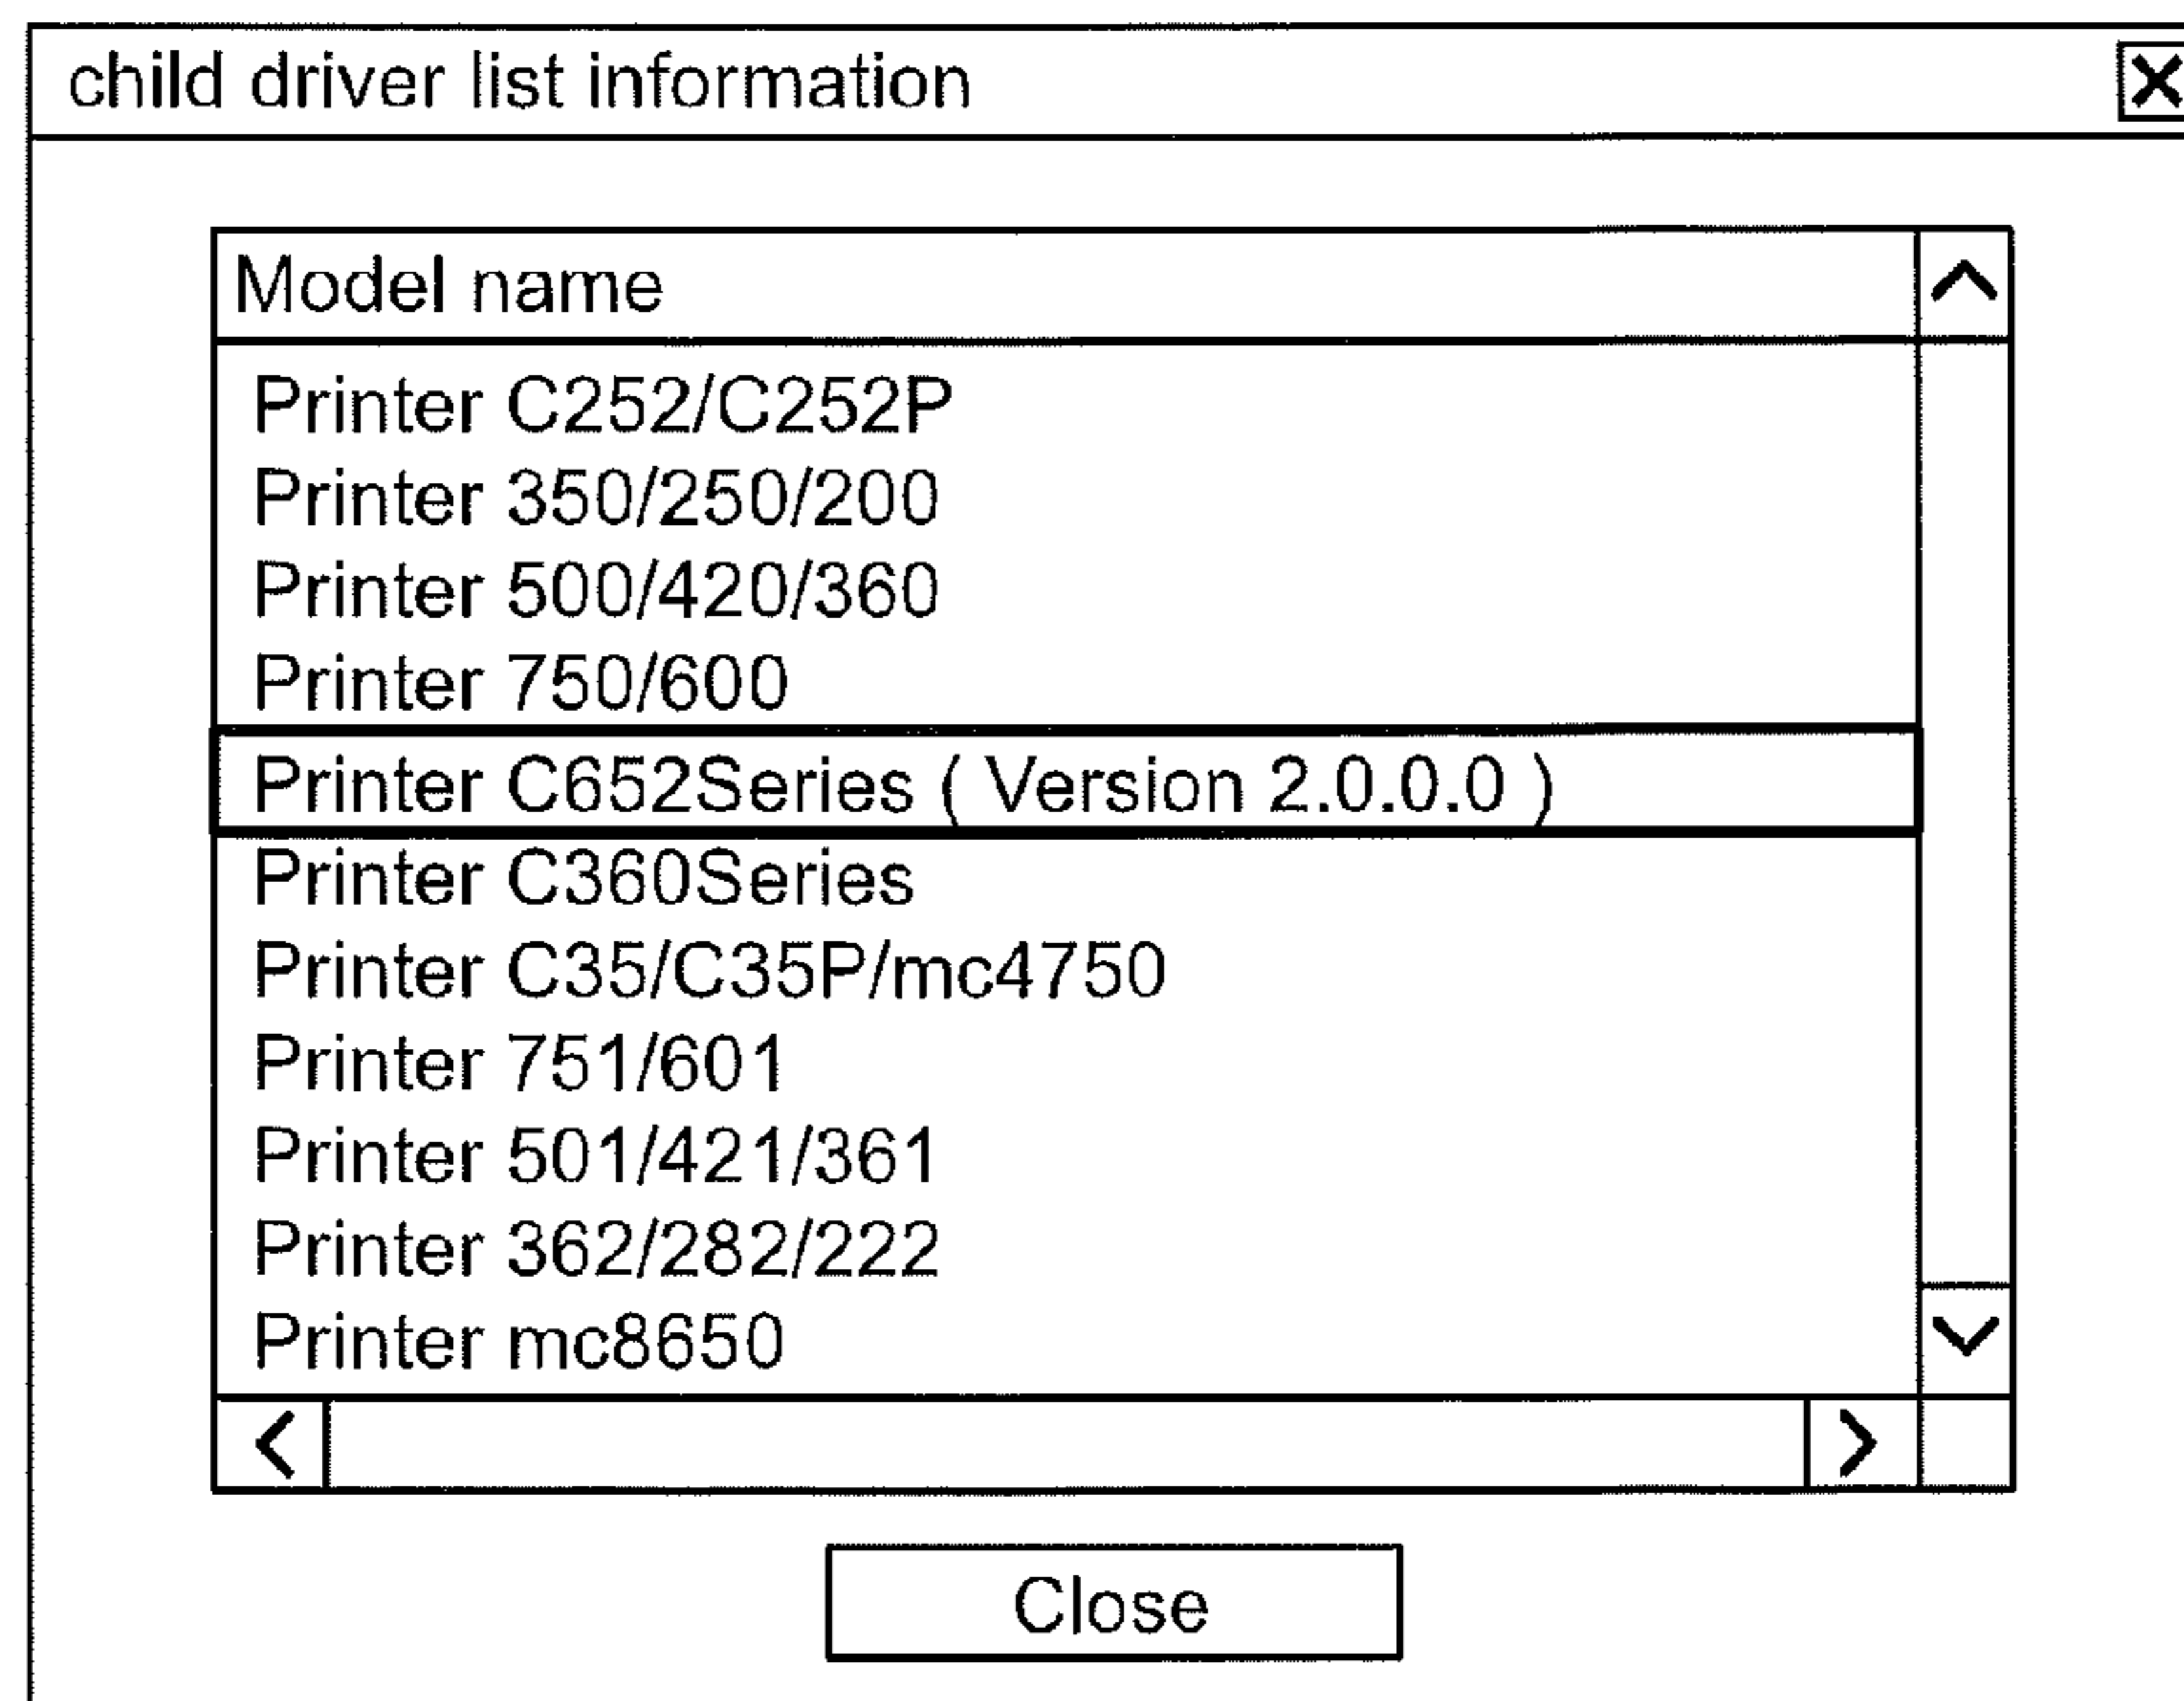 child driver list information
Model name
Printer C252/C252P
Printer 350/250/200
Printer 500/420/360
Printer 750/600
Printer C652Series ( Version 2.0.0.0 )
Printer C360Series
Printer C35/C35P/mc4750
Printer 751/601
Printer 501/421/361
Printer 362/282/222
Printer mc8650
Close